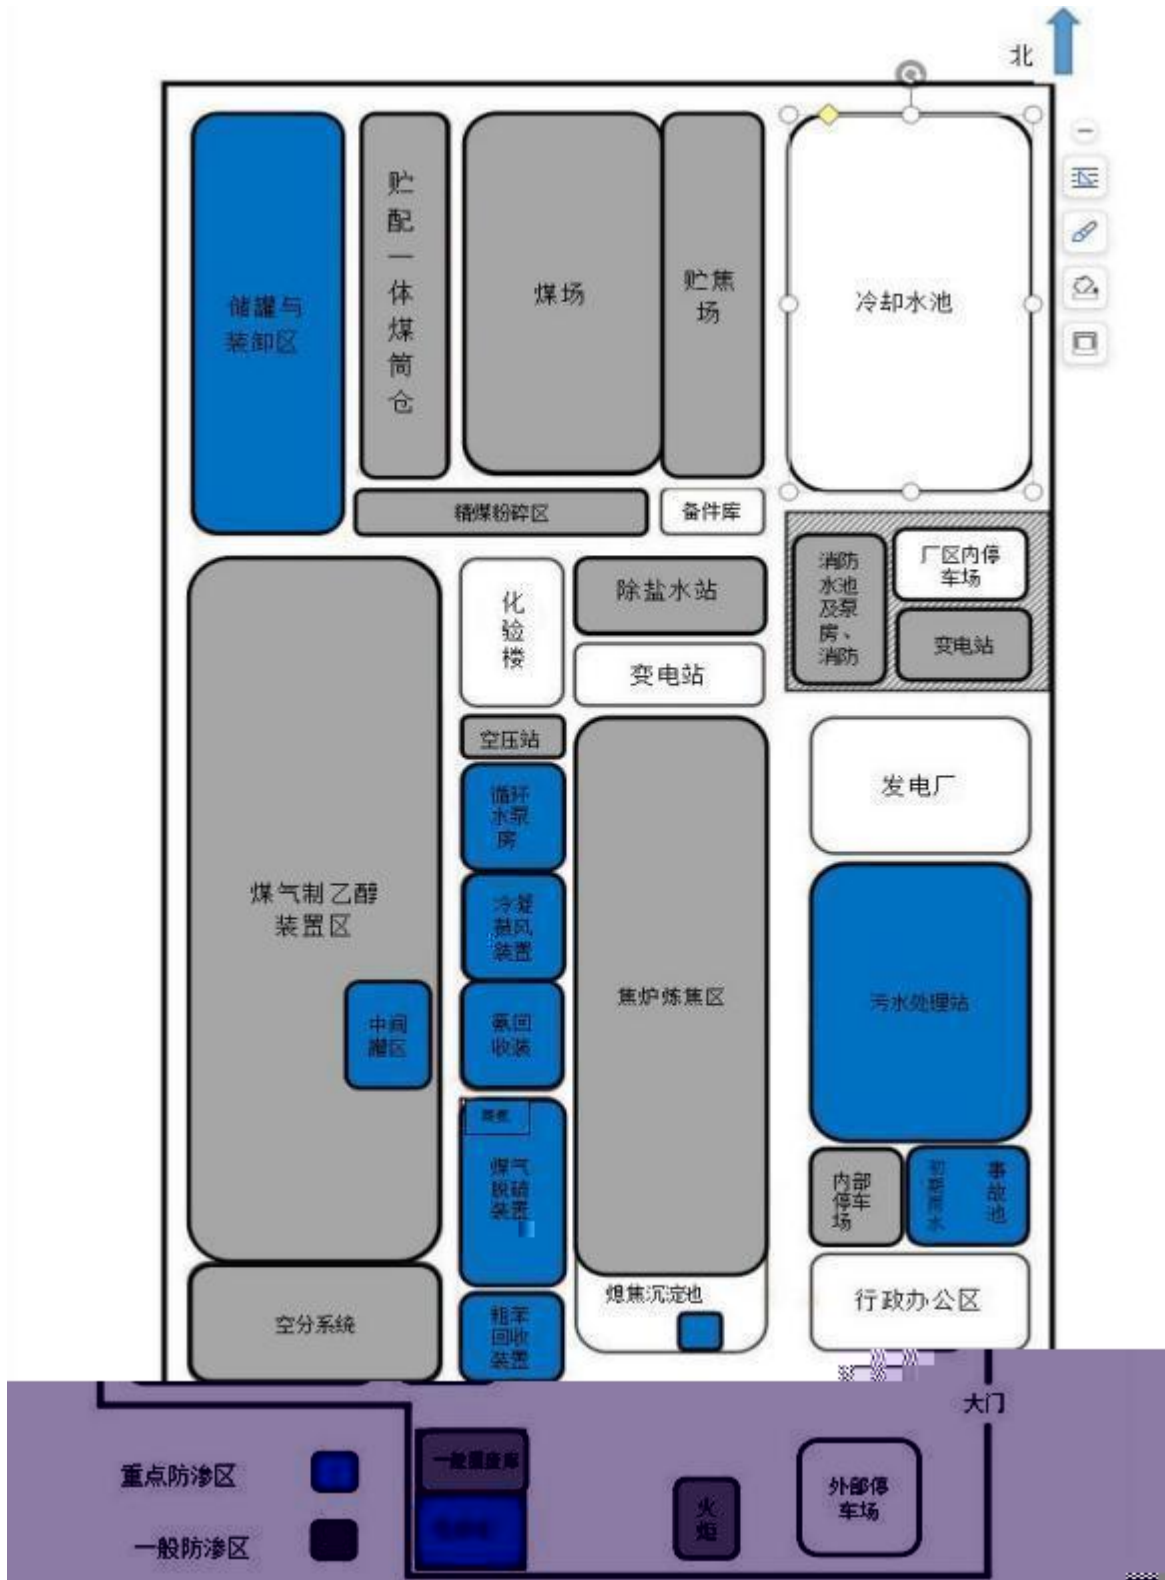 北
贮
配
一
体
煤
筒
仓
储罐与
装卸区
煤场
贮焦
场
冷却水池
精煤粉碎区
备件库
消防
水池
及泵
房、
消防
厂区内停
车场
变电站
化
验
楼
除盐水站
变电站
空压站
循环
水泵
房
发电厂
煤气制乙醇
装置区
冷凝
鼓风
装置
焦炉炼焦区
污水处理站
中间
罐区
氨回
收装
煤气
脱硫
装置
内部
停车
场
初期雨水
事故池
熄焦沉淀池
行政办公区
空分系统
粗苯
回收
装置
大门
重点防渗区
一般防渗区
一般固废库
火
炬
外部停
车场